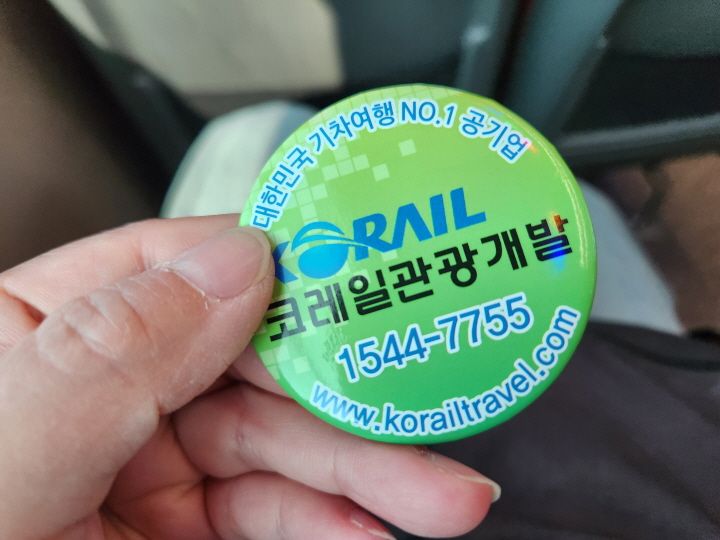 대한민국 기차여행 NO.1 공기업
KORAIL
코레일관광개발
1544-7755
www.korailtravel.com